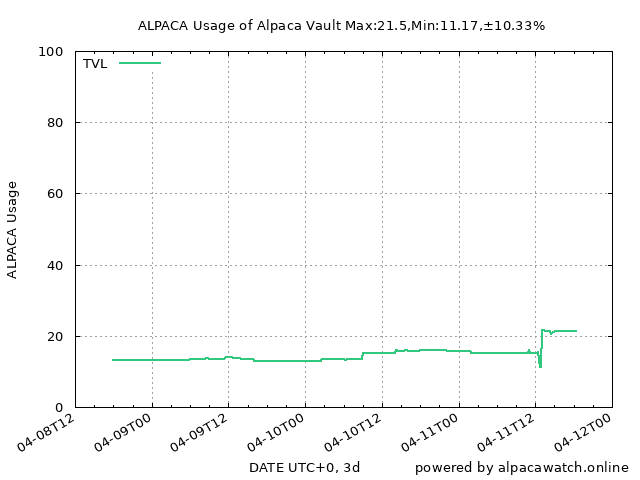 ALPACA Usage of Alpaca Vault Max:21.5,Min:11.17,±10.33%
TVL
100
80
60
40
20
0
ALPACA Usage
04-08T12
04-09T00
04-09T12
04-10T00
04-10T12
04-11T00
04-11T12
04-12T00
DATE UTC+0, 3d
powered by alpacawatch.online